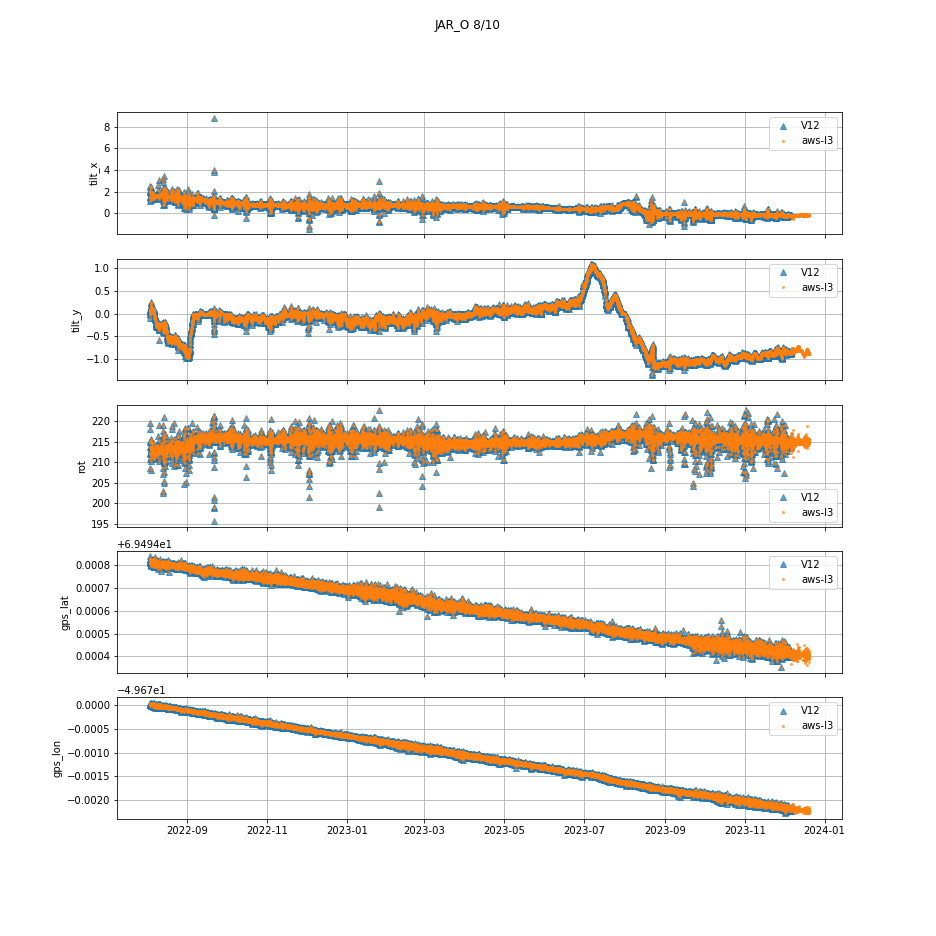 JAR_O 8/10
tilt_x
8
6
4
2
0
V12
aws-l3
tilt_y
1.0
0.5
0.0
−0.5
−1.0
V12
aws-l3
rot
220
215
210
205
200
195
V12
aws-l3
+6.9494e1
gps_lat
0.0008
0.0007
0.0006
0.0005
0.0004
V12
aws-l3
−4.967e1
gps_lon
0.0000
−0.0005
−0.0010
−0.0015
−0.0020
V12
aws-l3
2022-09 2022-11 2023-01 2023-03 2023-05 2023-07 2023-09 2023-11 2024-01